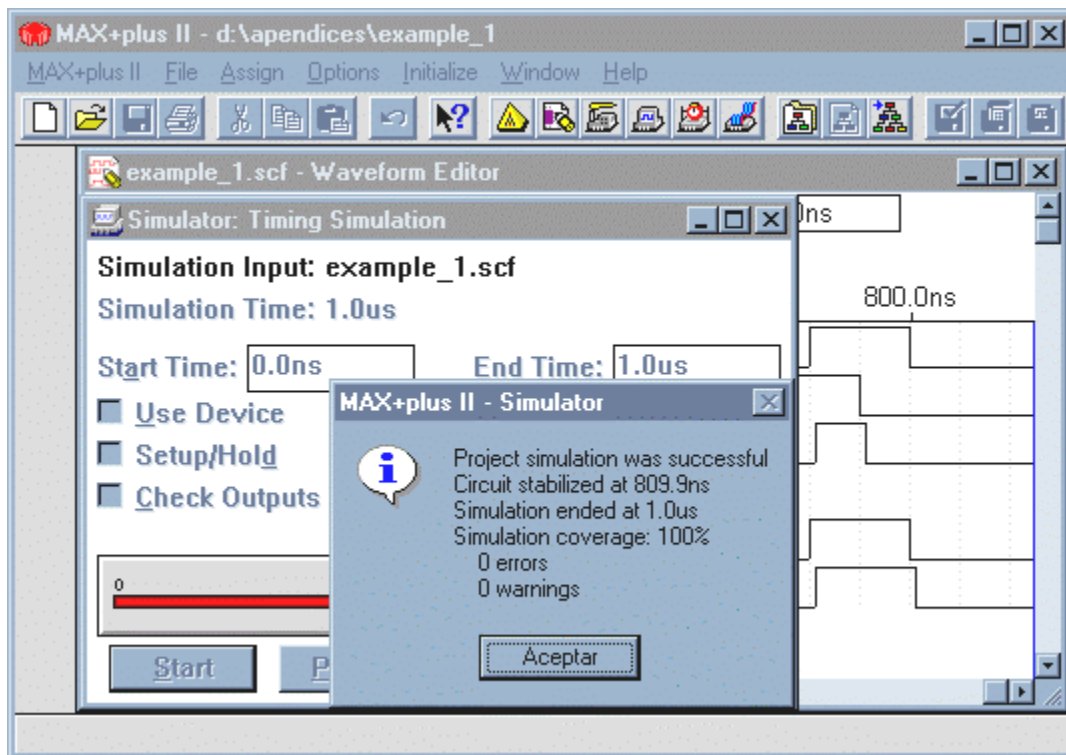 MAX+plus II - d:\apendices\example_1
MAX+plus II File Assign Options Initialize Window Help
example_1.scf - Waveform Editor
Simulator: Timing Simulation
0ns
Simulation Input: example_1.scf
Simulation Time: 1.0us
800.0ns
Start Time: 0.0ns End Time: 1.0us
Use Device
Setup/Hold
Check Outputs
MAX+plus II - Simulator
Project simulation was successful
Circuit stabilized at 809.9ns
Simulation ended at 1.0us
Simulation coverage: 100%
0 errors
0 warnings
0
Start
P
Aceptar